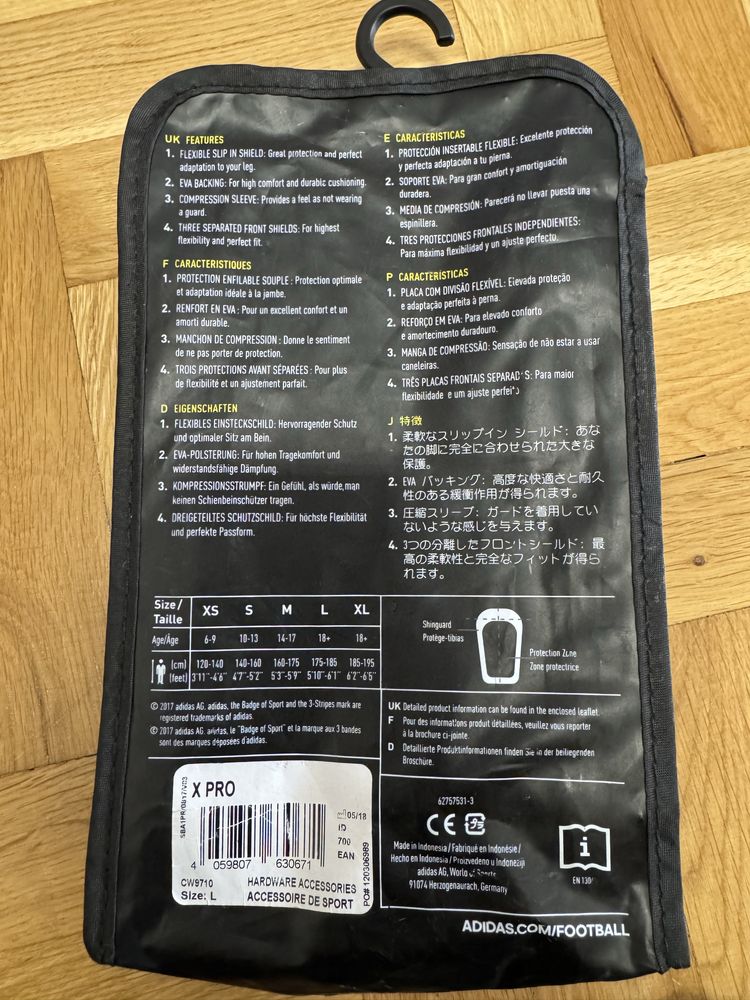 UK FEATURES
1. FLEXIBLE SLIP IN SHIELD: Great protection and perfect
adaptation to your leg.
2. EVA BACKING: For high comfort and durable cushioning.
3. COMPRESSION SLEEVE: Provides a feel as not wearing
a guard.
4. THREE SEPARATED FRONT SHIELDS: For highest
flexibility and perfect fit.
F CARACTERISTIQUES
1. PROTECTION ENFILABLE SOUPLE : Protection optimale
et adaptation idéale à la jambe.
2. RENFORT EN EVA : Pour un excellent confort et un
amorti durable.
3. MANCHON DE COMPRESSION : Donne le sentiment
de ne pas porter de protection.
4. TROIS PROTECTIONS AVANT SÉPARÉES : Pour plus
de flexibilité et un ajustement parfait.
D EIGENSCHAFTEN
1. FLEXIBLES EINSTECKSCHILD: Hervorragender Schutz
und optimaler Sitz am Bein.
2. EVA-POLSTERUNG: Für hohen Tragekomfort und
widerstandsfähige Dämpfung.
3. KOMPRESSIONSSTRUMPF: Ein Gefühl, als würde, man
keinen Schienbeinschützer tragen.
4. DREIGETEILTES SCHUTZSCHILD: Für höchste Flexibilität
und perfekte Passform.
E CARACTERISTICAS
1. PROTECCIÓN INSERTABLE FLEXIBLE: Excelente protección
y perfecta adaptación a tu pierna.
2. SOPORTE EVA: Para gran confort y amortiguación
duradera.
3. MEDIA DE COMPRESIÓN: Parecerá no llevar puesta una
espinillera.
4. TRES PROTECCIONES FRONTALES INDEPENDIENTES:
Para máxima flexibilidad y un ajuste perfecto.
P CARACTERÍSTICAS
1. PLACA COM DIVISÃO FLEXÍVEL: Elevada proteção
e adaptação perfeita à perna.
2. REFORÇO EM EVA: Para elevado conforto
e amortecimento duradouro.
3. MANGA DE COMPRESSÃO: Sensação de não estar a usar
caneleiras.
4. TRÊS PLACAS FRONTAIS Para maior
flexibilidade e um ajuste
J 特徴
1. 柔軟なスリップイン シールド: あな
たの脚に完全に合わせられた大きな
保護。
2. EVA バッキング: 高度な快適さと耐久
性のある緩衝作用が得られます。
3. 圧縮スリーブ: ガードを着用してい
ないような感じを与えます。
4. 3つの分離したフロントシールド: 最
高の柔軟性と完全なフィットが得ら
れます。
Size/ XS S M L XL
Taille
Age/Âge 6-9 10-13 14-17 18+ 18+
(cm) 120-140 140-160 160-175 175-185 185-195
(feet) 3'11"-4'6" 4'7"-5'2" 5'3"-5'9" 5'10"-6'1" 6'2"-6'5"
Shinguard
Protège-tibias
Protection Zone
Zone protectrice
© 2017 adidas AG. adidas, the Badge of Sport and the 3-Stripes mark are
registered trademarks of adidas.
© 2017 adidas AG. adidas, le "Badge of Sport" et la marque aux 3 bandes
sont des marques déposées d'adidas.
UK Detailed product information can be found in the enclosed leaflet.
F Pour des informations produit détaillées, veuillez vous reporter
à la brochure ci-jointe.
D Detaillierte Produktinformationen finden Sie in der beiliegenden
Broschüre.
SBA1PR/0817/V03
X PRO
05/18
ID
700
EAN
4 059807 630671
PO# 120306989
CW9710 HARDWARE ACCESSORIES
Size: L ACCESSOIRE DE SPORT
62757531-3
CE
Made in Indonesia / Fabriqué en Indonésie /
Hecho en Indonesia / Proizvedeno u Indoneziji
adidas AG, World of Sports
91074 Herzogenaurach, Germany
i
EN
ADIDAS.COM/FOOTBALL